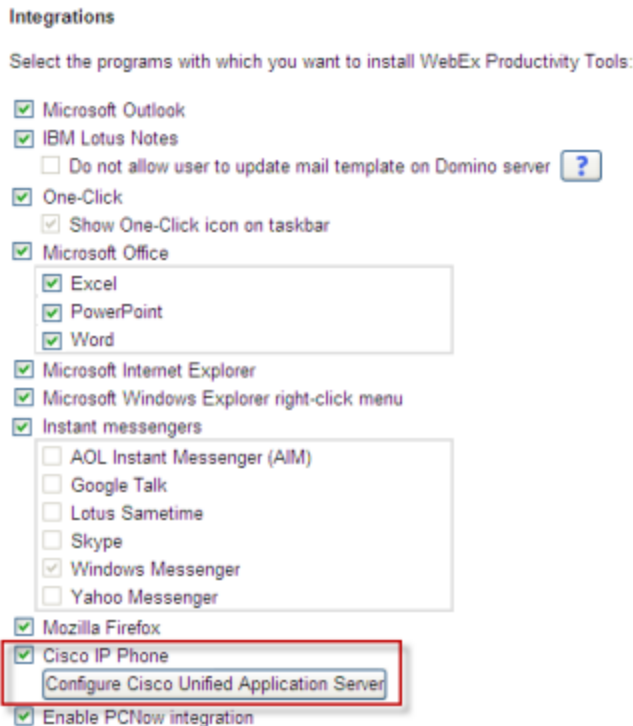 Integrations
Select the programs with which you want to install WebEx Productivity Tools:
Microsoft Outlook
IBM Lotus Notes
Do not allow user to update mail template on Domino server ?
One-Click
Show One-Click icon on taskbar
Microsoft Office
Excel
PowerPoint
Word
Microsoft Internet Explorer
Microsoft Windows Explorer right-click menu
Instant messengers
AOL Instant Messenger (AIM)
Google Talk
Lotus Sametime
Skype
Windows Messenger
Yahoo Messenger
Mozilla Firefox
Cisco IP Phone
Configure Cisco Unified Application Server
Enable PCNow integration